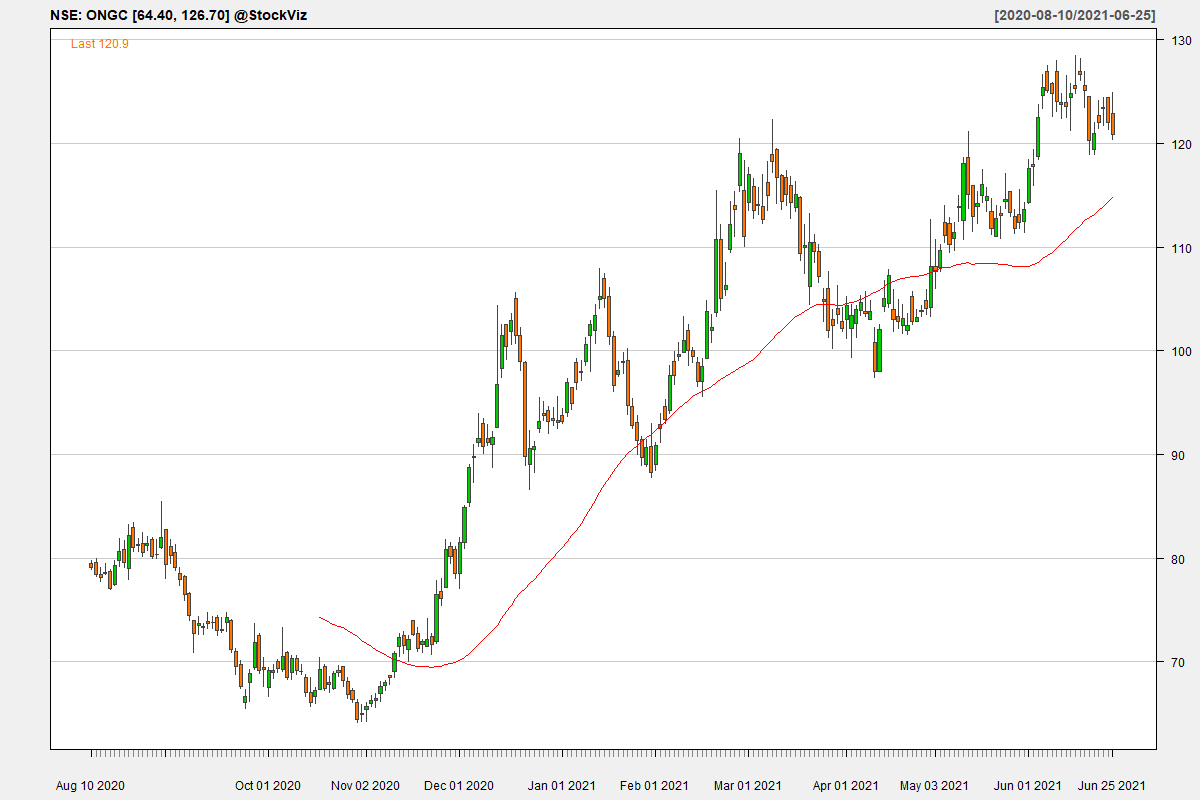 NSE: ONGC [64.40, 126.70] @StockViz
[2020-08-10/2021-06-25]
Last 120.9
130
120
110
100
90
80
70
Aug 10 2020 Oct 01 2020 Nov 02 2020 Dec 01 2020 Jan 01 2021 Feb 01 2021 Mar 01 2021 Apr 01 2021 May 03 2021 Jun 01 2021 Jun 25 2021